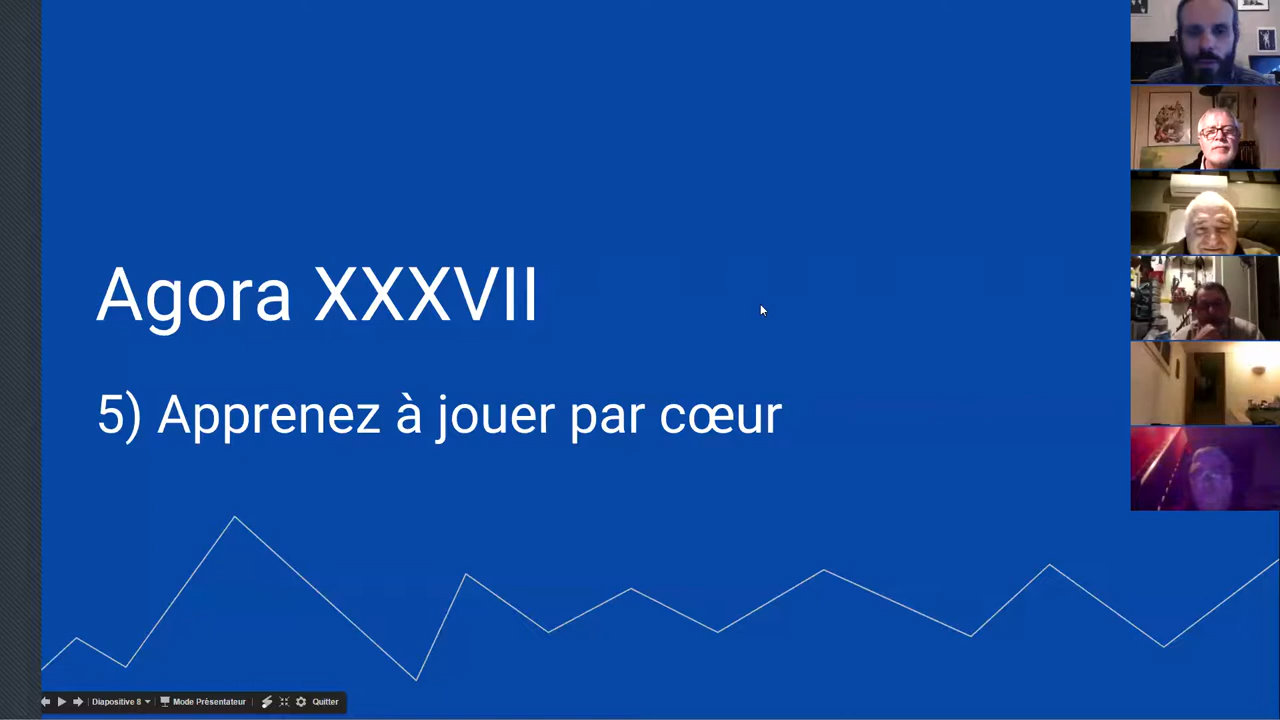 Agora XXXVII
5) Apprenez à jouer par cœur
Diapositive 8
Mode Présentateur
Quitter